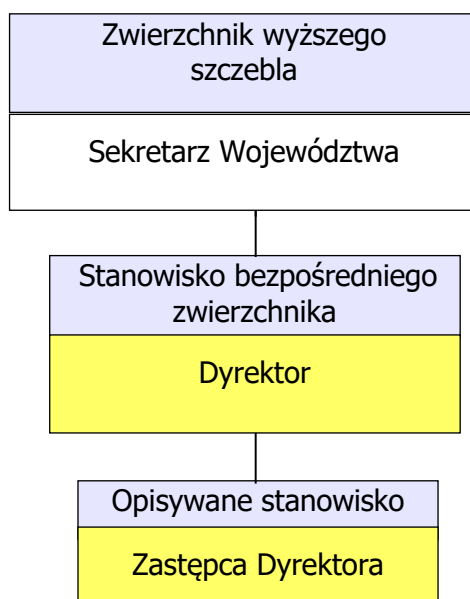 Zwierzchnik wyższego
szczebla
Sekretarz Województwa
Stanowisko bezpośredniego
zwierzchnika
Dyrektor
Opisywane stanowisko
Zastępca Dyrektora